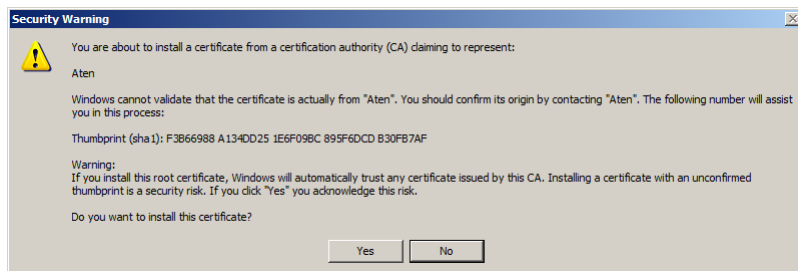 Security Warning
You are about to install a certificate from a certification authority (CA) claiming to represent:
Aten
Windows cannot validate that the certificate is actually from "Aten". You should confirm its origin by contacting "Aten". The following number will assist
you in this process:
Thumbprint (sha1): F3B66988 A134DD25 1E6F09BC 895F6DCD B30FB7AF
Warning:
If you install this root certificate, Windows will automatically trust any certificate issued by this CA. Installing a certificate with an unconfirmed
thumbprint is a security risk. If you click "Yes" you acknowledge this risk.
Do you want to install this certificate?
Yes No